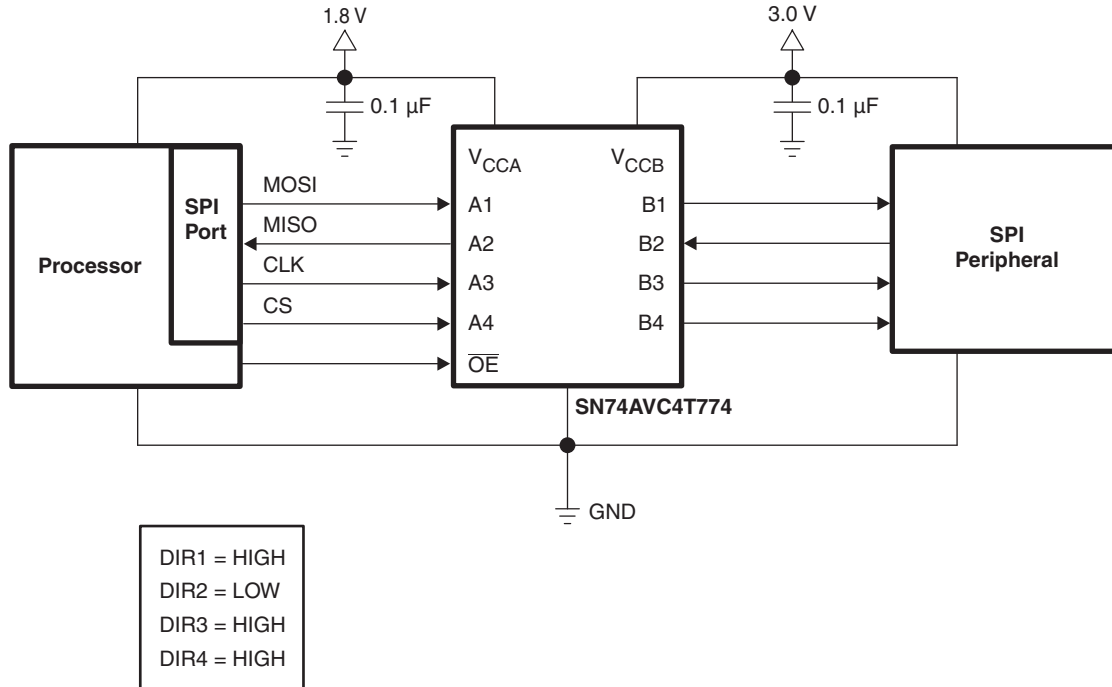 1.8 V
3.0 V
0.1 µF
0.1 µF
V_CCA
V_CCB
MOSI
A1
B1
SPI
Port
MISO
A2
B2
SPI
Peripheral
Processor
CLK
A3
B3
CS
A4
B4
OE
SN74AVC4T774
GND
DIR1 = HIGH
DIR2 = LOW
DIR3 = HIGH
DIR4 = HIGH